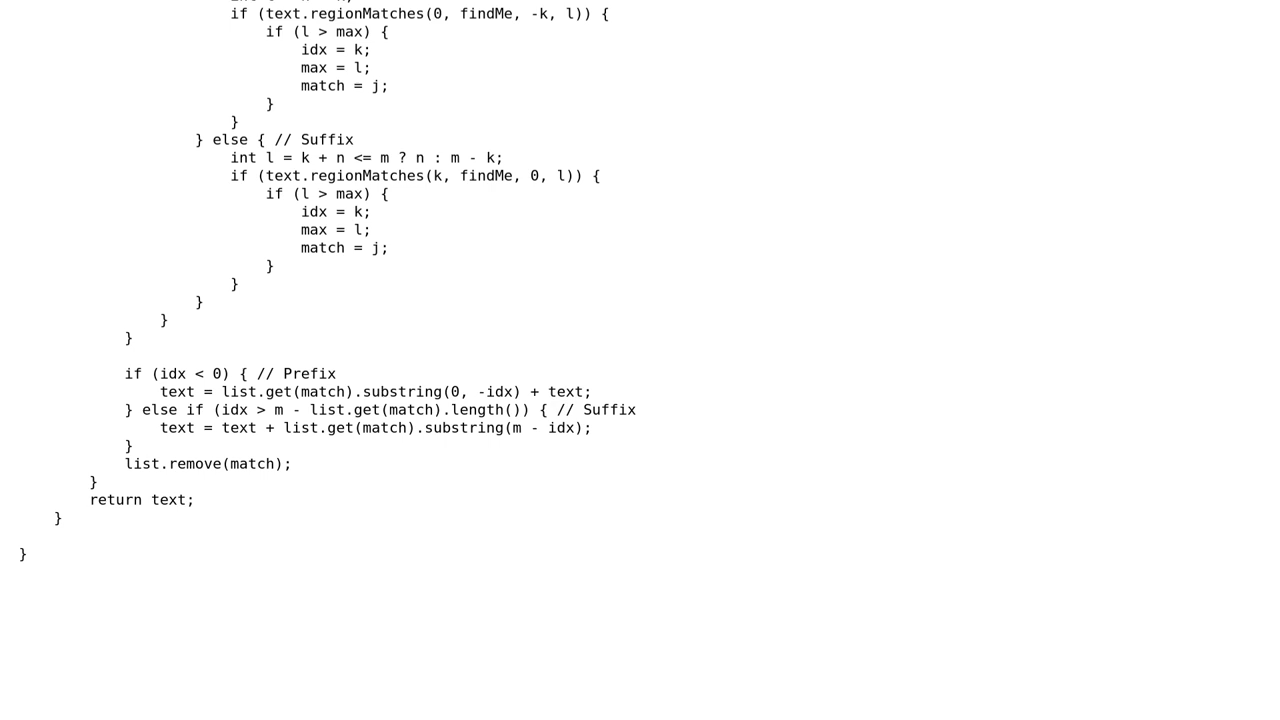 if (text.regionMatches(0, findMe, -k, l)) {
if (l > max) {
idx = k;
max = l;
match = j;
}
}
} else { // Suffix
int l = k + n <= m ? n : m - k;
if (text.regionMatches(k, findMe, 0, l)) {
if (l > max) {
idx = k;
max = l;
match = j;
}
}
}
}
}
if (idx < 0) { // Prefix
text = list.get(match).substring(0, -idx) + text;
} else if (idx > m - list.get(match).length()) { // Suffix
text = text + list.get(match).substring(m - idx);
}
list.remove(match);
}
return text;
}
}